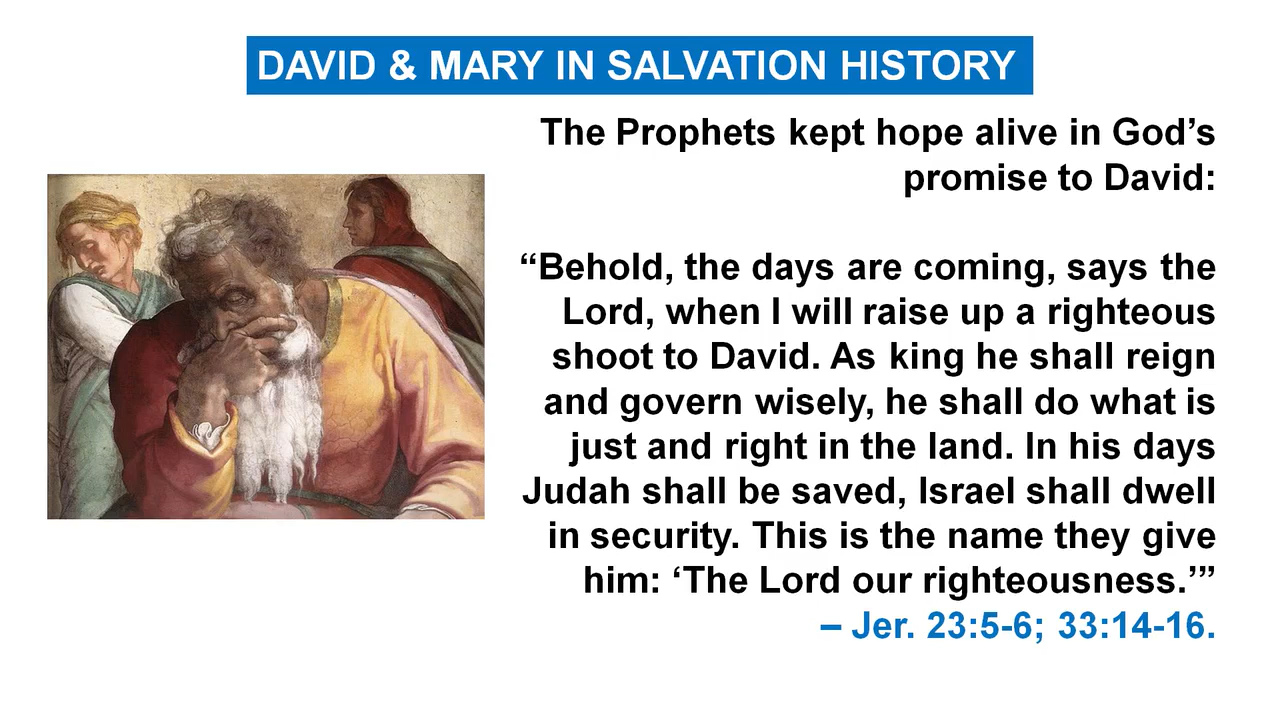 DAVID & MARY IN SALVATION HISTORY
The Prophets kept hope alive in God’s
promise to David:
“Behold, the days are coming, says the
Lord, when I will raise up a righteous
shoot to David. As king he shall reign
and govern wisely, he shall do what is
just and right in the land. In his days
Judah shall be saved, Israel shall dwell
in security. This is the name they give
him: ‘The Lord our righteousness.’”
– Jer. 23:5-6; 33:14-16.